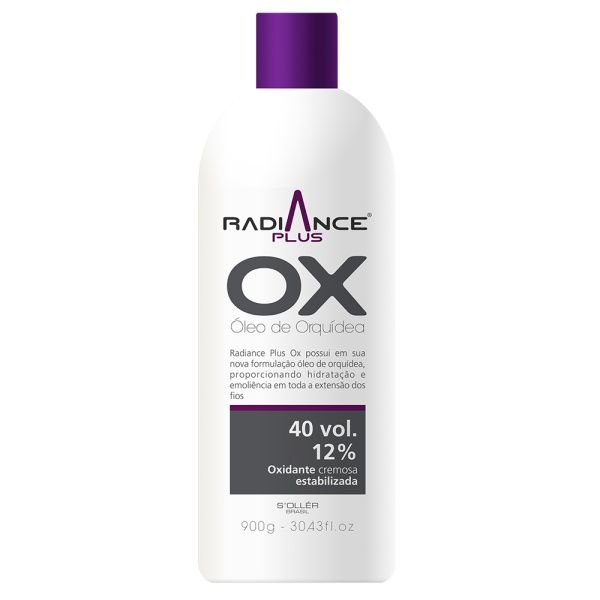 RADIANCE®
PLUS
OX
Óleo de Orquídea
Radiance Plus Ox possui em sua
nova formulação óleo de orquídea,
proporcionando hidratação e
emoliência em toda a extensão dos
fios
40 vol.
12%
Oxidante cremosa
estabilizada
S'OLLÉR
BRASIL
900g - 30,43fl.oz